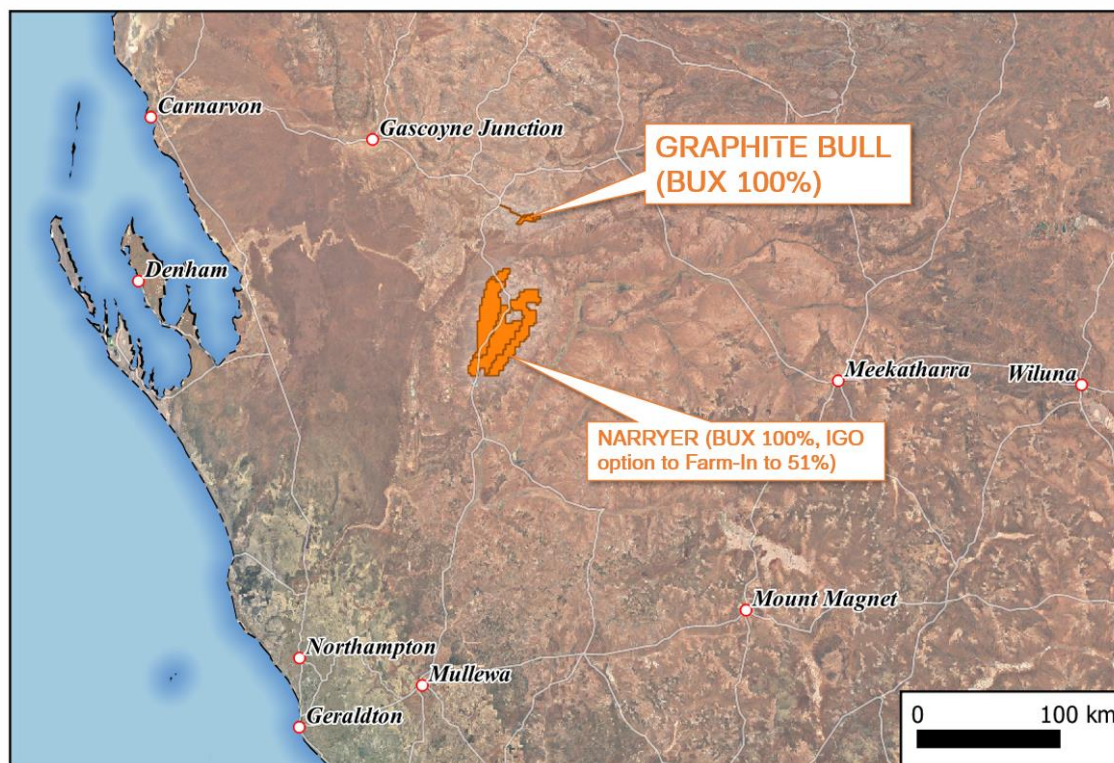 Carnarvon
Gascoyne Junction
GRAPHITE BULL
(BUX 100%)
Denham
Meekatharra
Wiluna
NARRYER (BUX 100%, IGO
option to Farm-In to 51%)
Mount Magnet
Northampton
Mullewa
Geraldton
0 100 km